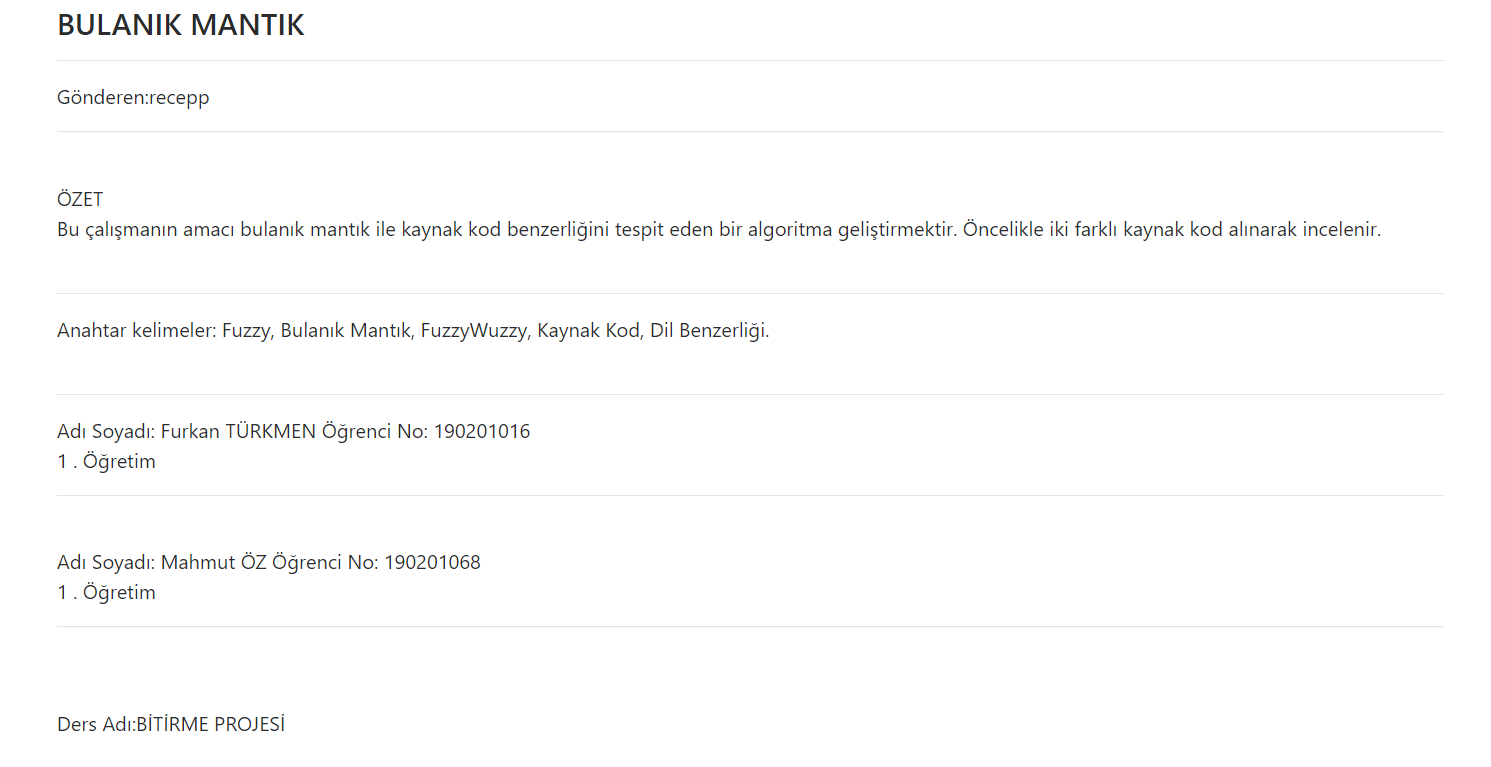 BULANIK MANTIK
Gönderen:recepp
ÖZET
Bu çalışmanın amacı bulanık mantık ile kaynak kod benzerliğini tespit eden bir algoritma geliştirmektir. Öncelikle iki farklı kaynak kod alınarak incelenir.
Anahtar kelimeler: Fuzzy, Bulanık Mantık, FuzzyWuzzy, Kaynak Kod, Dil Benzerliği.
Adı Soyadı: Furkan TÜRKMEN Öğrenci No: 190201016
1 . Öğretim
Adı Soyadı: Mahmut ÖZ Öğrenci No: 190201068
1 . Öğretim
Ders Adı:BİTİRME PROJESİ